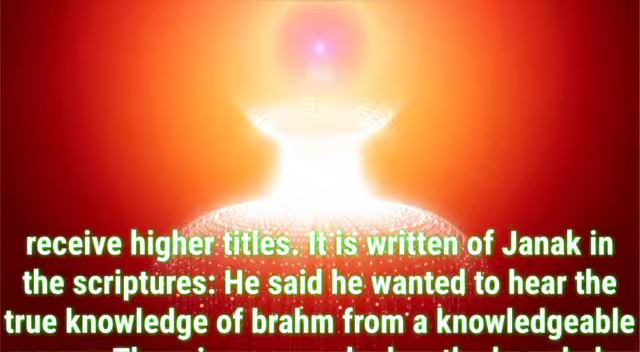 receive higher titles. It is written of Janak in
the scriptures: He said he wanted to hear the
true knowledge of brahm from a knowledgeable